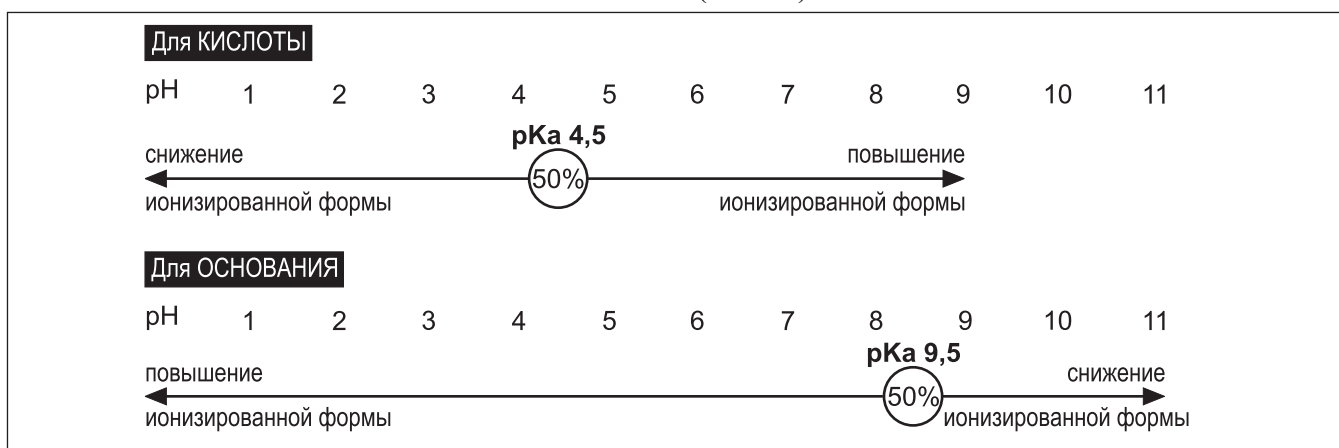 Для КИСЛОТЫ
pH 1 2 3 4 5 6 7 8 9 10 11
pKa 4,5
снижение повышение
50%
ионизированной формы ионизированной формы
Для ОСНОВАНИЯ
pH 1 2 3 4 5 6 7 8 9 10 11
pKa 9,5
повышение снижение
50%
ионизированной формы ионизированной формы